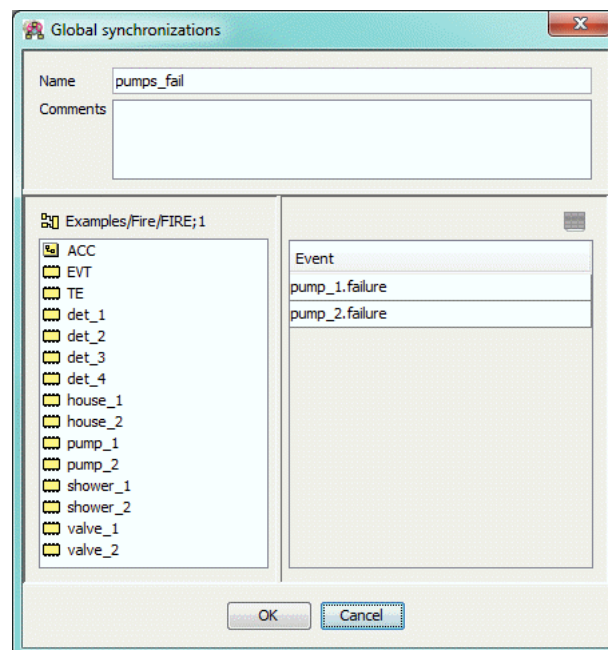 Global synchronizations
Name pumps_fail
Comments
Examples/Fire/FIRE;1
ACC
EVT
TE
det_1
det_2
det_3
det_4
house_1
house_2
pump_1
pump_2
shower_1
shower_2
valve_1
valve_2
Event
pump_1.failure
pump_2.failure
OK Cancel